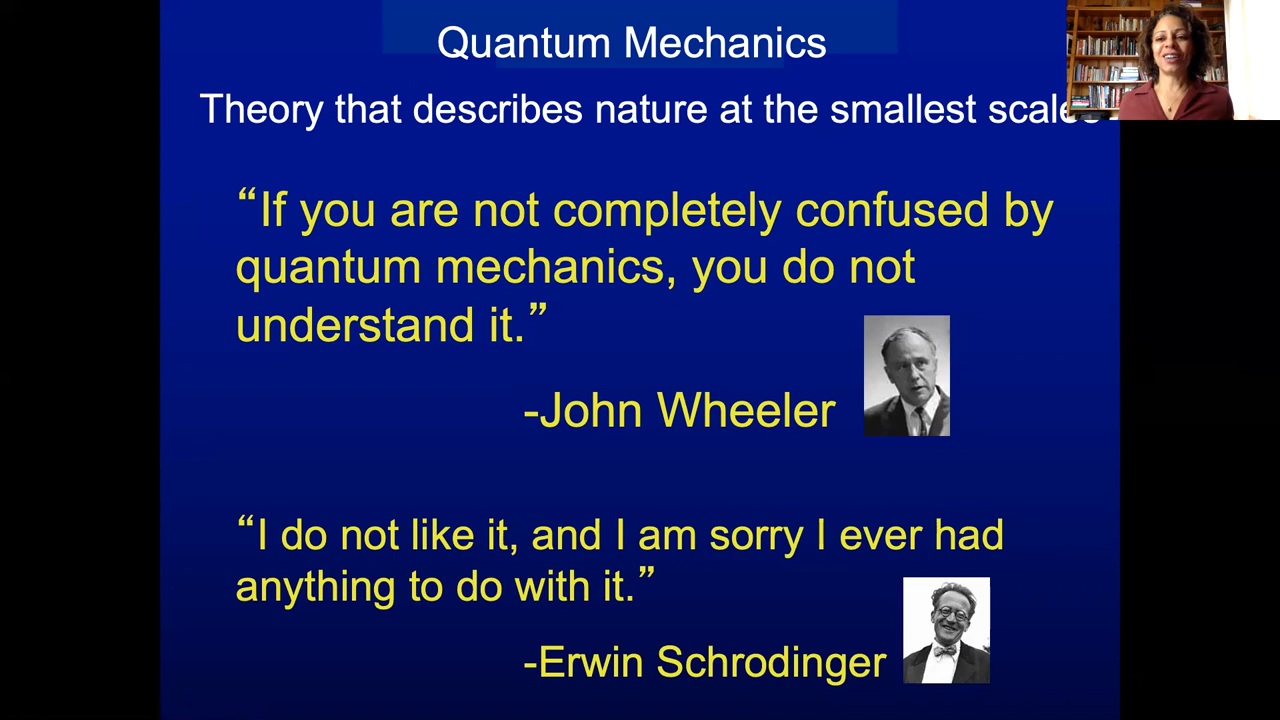 Quantum Mechanics
Theory that describes nature at the smallest scales
“If you are not completely confused by
quantum mechanics, you do not
understand it.”
-John Wheeler
“I do not like it, and I am sorry I ever had
anything to do with it.”
-Erwin Schrodinger